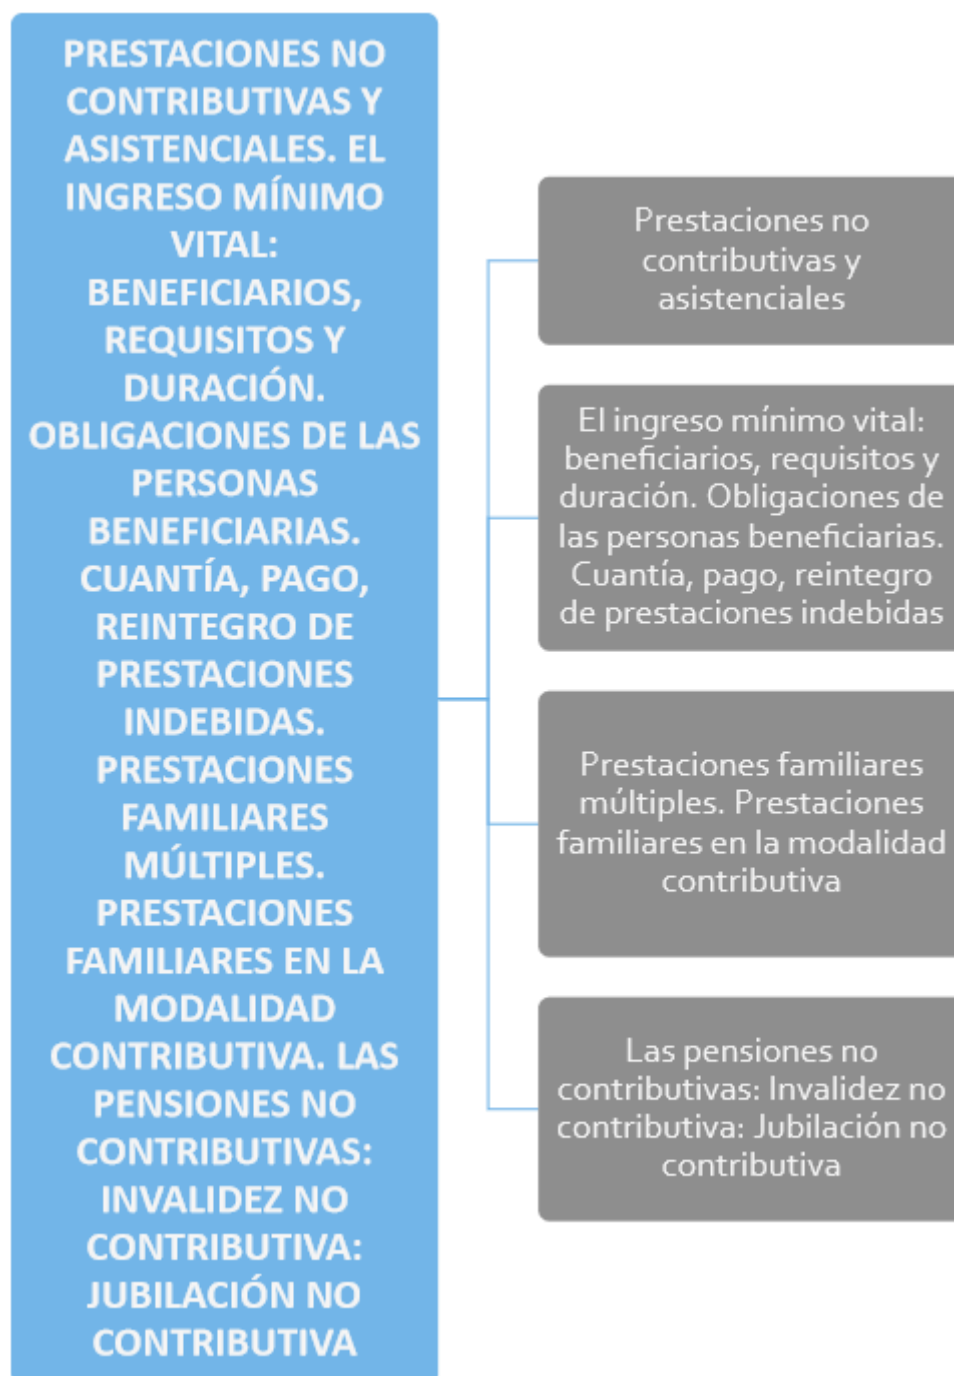 PRESTACIONES NO
CONTRIBUTIVAS Y
ASISTENCIALES. EL
INGRESO MÍNIMO
VITAL:
BENEFICIARIOS,
REQUISITOS Y
DURACIÓN.
OBLIGACIONES DE LAS
PERSONAS
BENEFICIARIAS.
CUANTÍA, PAGO,
REINTEGRO DE
PRESTACIONES
INDEBIDAS.
PRESTACIONES
FAMILIARES
MÚLTIPLES.
PRESTACIONES
FAMILIARES EN LA
MODALIDAD
CONTRIBUTIVA. LAS
PENSIONES NO
CONTRIBUTIVAS:
INVALIDEZ NO
CONTRIBUTIVA:
JUBILACIÓN NO
CONTRIBUTIVA
Prestaciones no
contributivas y
asistenciales
El ingreso mínimo vital:
beneficiarios, requisitos y
duración. Obligaciones de
las personas beneficiarias.
Cuantía, pago, reintegro
de prestaciones indebidas
Prestaciones familiares
múltiples. Prestaciones
familiares en la modalidad
contributiva
Las pensiones no
contributivas: Invalidez no
contributiva: Jubilación no
contributiva